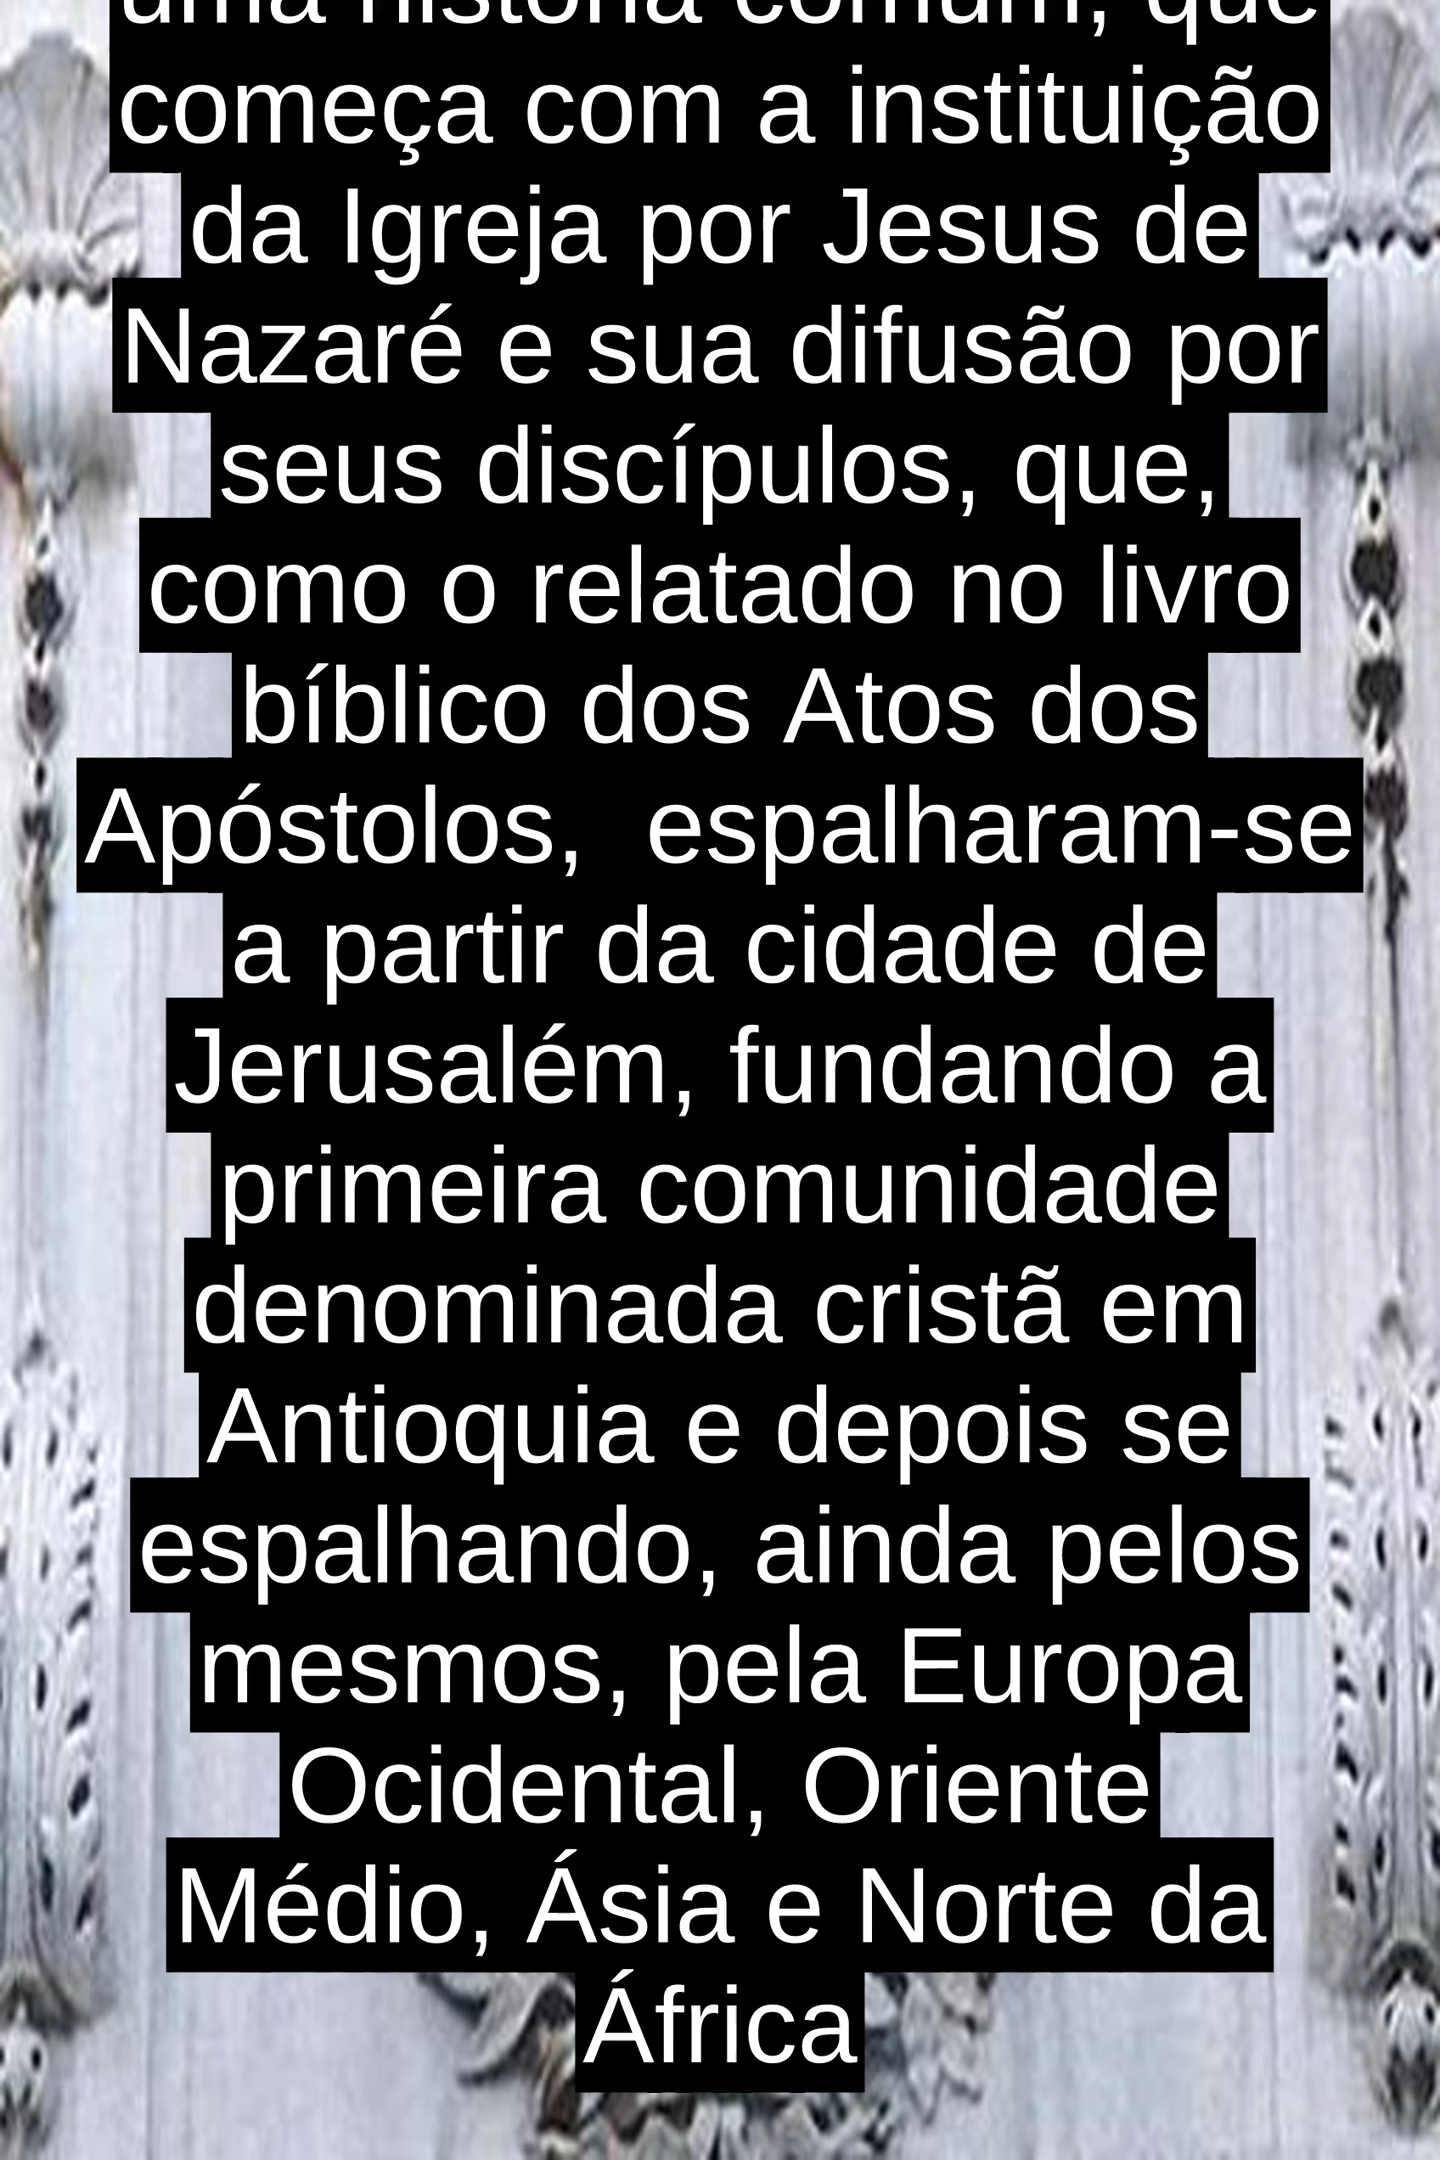 uma história comum, que
começa com a instituição
da Igreja por Jesus de
Nazaré e sua difusão por
seus discípulos, que,
como o relatado no livro
bíblico dos Atos dos
Apóstolos,  espalharam-se
a partir da cidade de
Jerusalém, fundando a
primeira comunidade
denominada cristã em
Antioquia e depois se
espalhando, ainda pelos
mesmos, pela Europa
Ocidental, Oriente
Médio, Ásia e Norte da
África